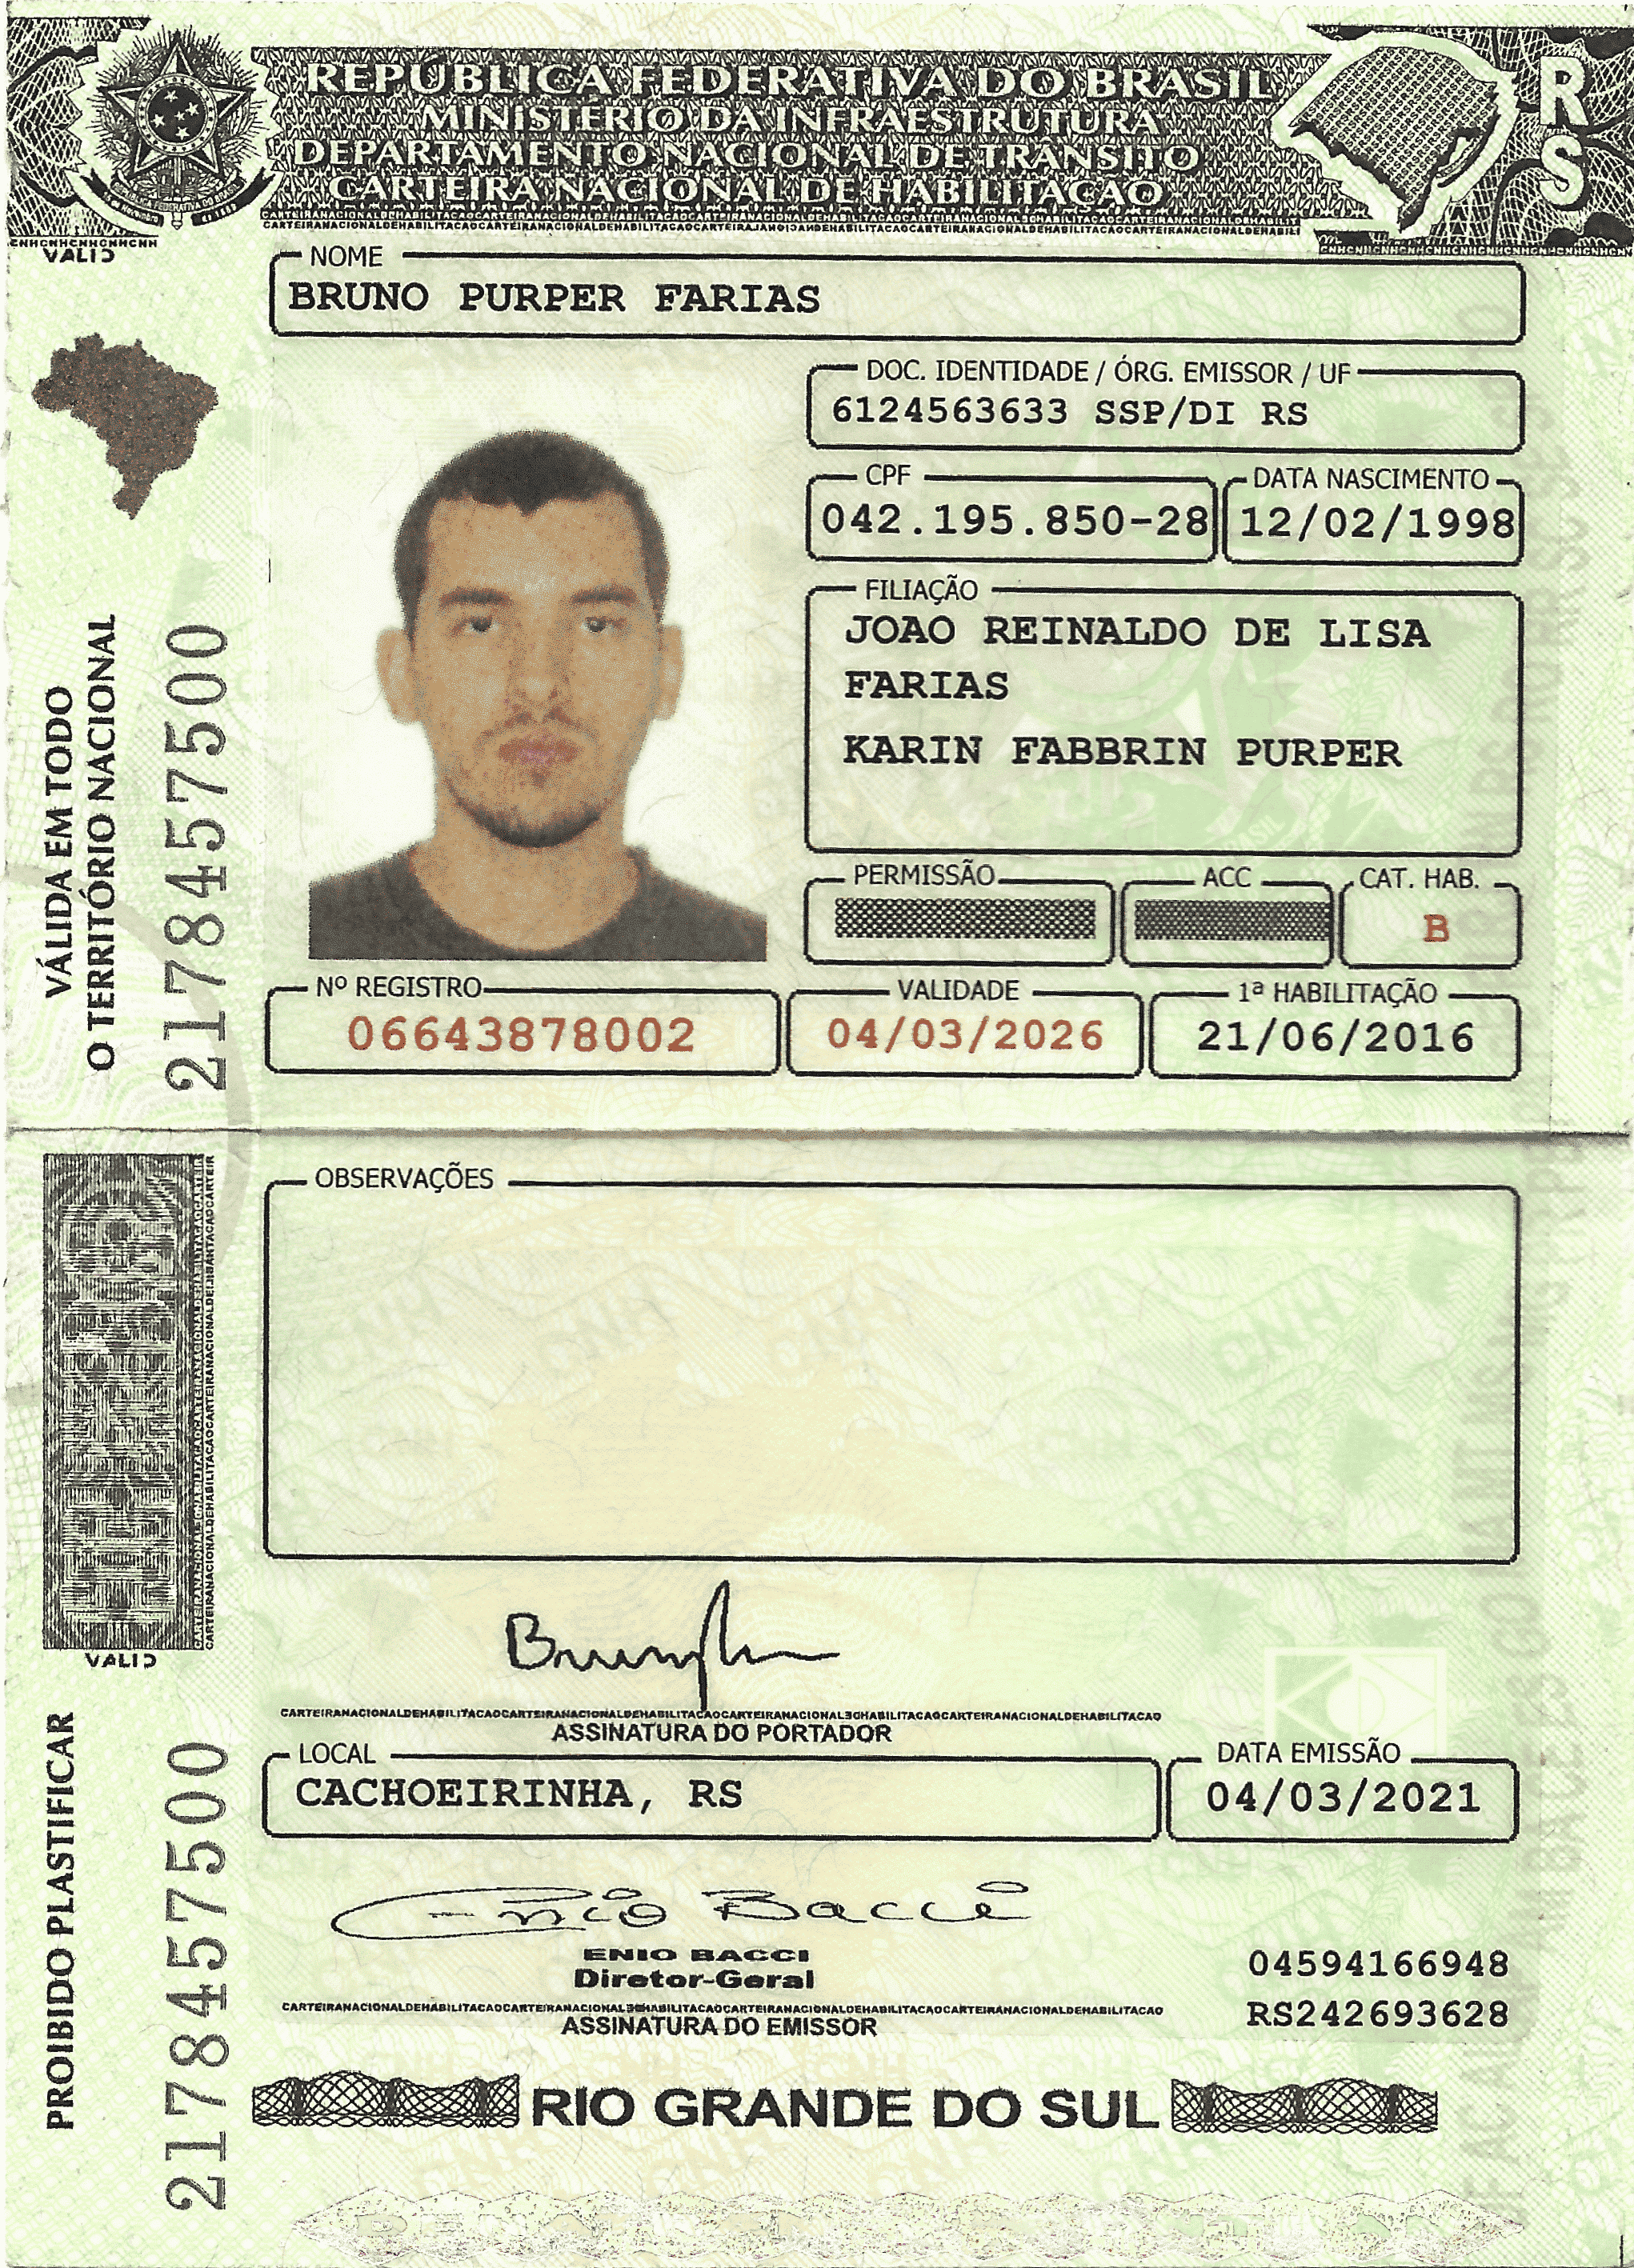 REPÚBLICA FEDERATIVA DO BRASIL
MINISTÉRIO DA INFRAESTRUTURA
DEPARTAMENTO NACIONAL DE TRÂNSITO
CARTEIRA NACIONAL DE HABILITAÇÃO
RS
VALID
NOME
BRUNO PURPER FARIAS
DOC. IDENTIDADE / ÓRG. EMISSOR / UF
6124563633 SSP/DI RS
CPF
042.195.850-28
DATA NASCIMENTO
12/02/1998
FILIAÇÃO
JOAO REINALDO DE LISA
FARIAS
KARIN FABBRIN PURPER
PERMISSÃO
ACC
CAT. HAB.
B
Nº REGISTRO
06643878002
VALIDADE
04/03/2026
1ª HABILITAÇÃO
21/06/2016
VÁLIDA EM TODO
O TERRITÓRIO NACIONAL
2178457500
OBSERVAÇÕES
VALID
ASSINATURA DO PORTADOR
LOCAL
CACHOEIRINHA, RS
DATA EMISSÃO
04/03/2021
Enio Bacci
ENIO BACCI
Diretor-Geral
ASSINATURA DO EMISSOR
04594166948
RS242693628
PROIBIDO PLASTIFICAR
2178457500
RIO GRANDE DO SUL